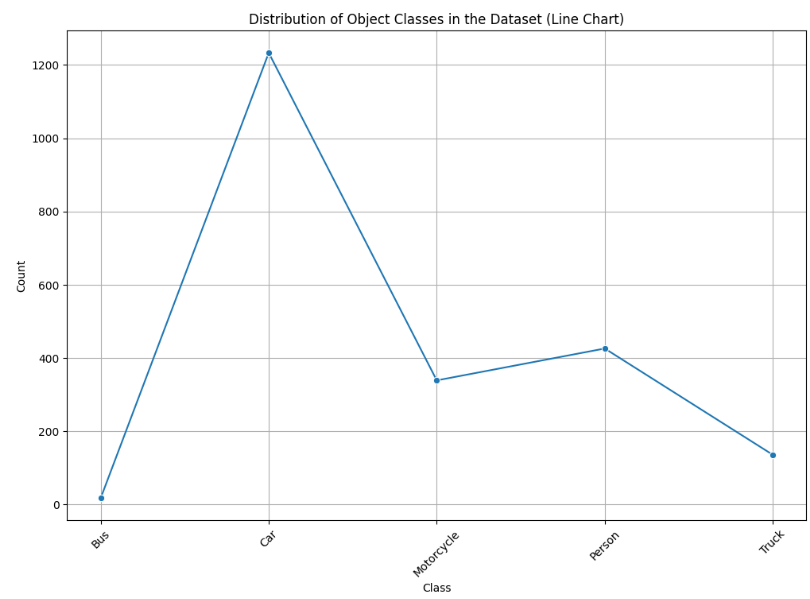 Distribution of Object Classes in the Dataset (Line Chart)
1200
1000
800
600
400
200
0
Count
Bus
Car
Motorcycle
Person
Truck
Class